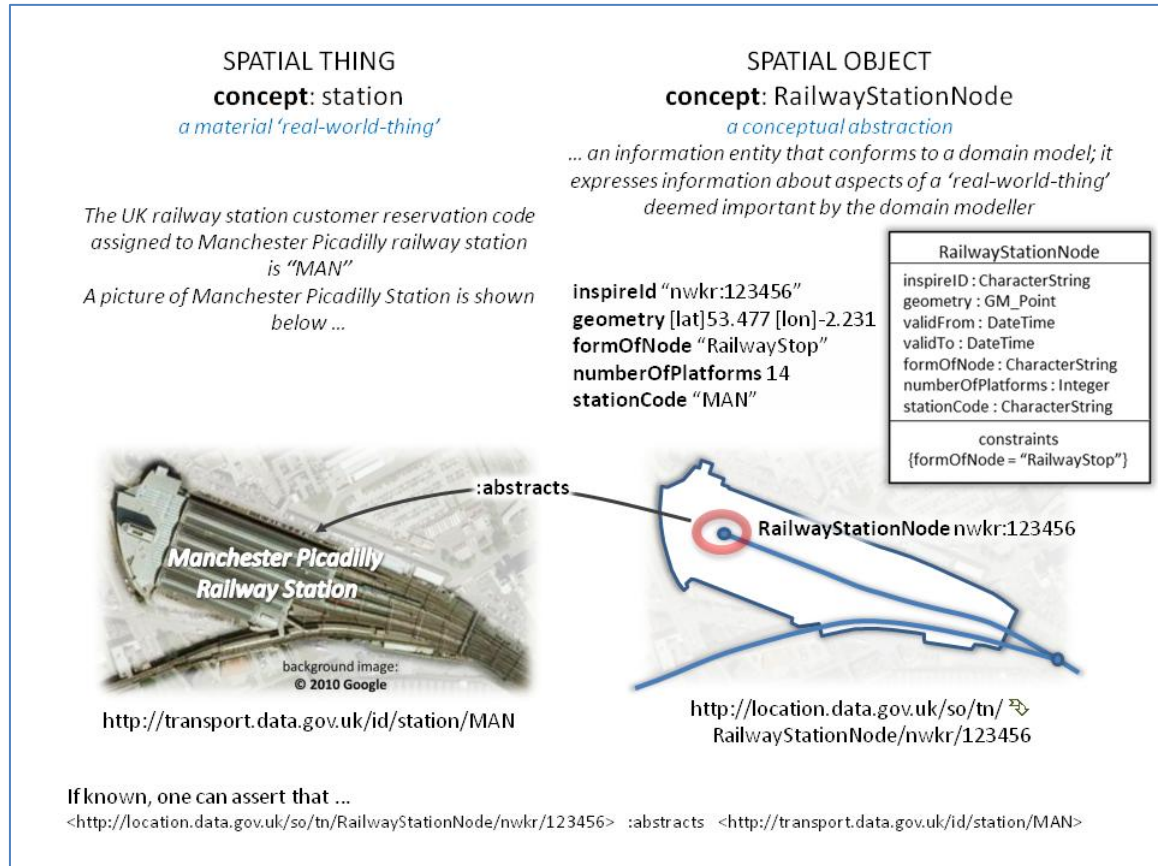 SPATIAL THING
concept: station
a material ‘real-world-thing’
The UK railway station customer reservation code
assigned to Manchester Picadilly railway station
is “MAN”
A picture of Manchester Picadilly Station is shown
below ...
SPATIAL OBJECT
concept: RailwayStationNode
a conceptual abstraction
... an information entity that conforms to a domain model; it
expresses information about aspects of a ‘real-world-thing’
deemed important by the domain modeller
inspireId “nwkr:123456”
geometry [lat]53.477 [lon]-2.231
formOfNode “RailwayStop”
numberOfPlatforms 14
stationCode “MAN”
RailwayStationNode
inspireID : CharacterString
geometry : GM_Point
validFrom : DateTime
validTo : DateTime
formOfNode : CharacterString
numberOfPlatforms : Integer
stationCode : CharacterString
constraints
{formOfNode = “RailwayStop”}
:abstracts
Manchester Picadilly
Railway Station
background image:
© 2010 Google
RailwayStationNode nwkr:123456
http://transport.data.gov.uk/id/station/MAN
http://location.data.gov.uk/so/tn/
RailwayStationNode/nwkr/123456
If known, one can assert that ...
<http://location.data.gov.uk/so/tn/RailwayStationNode/nwkr/123456> :abstracts <http://transport.data.gov.uk/id/station/MAN>